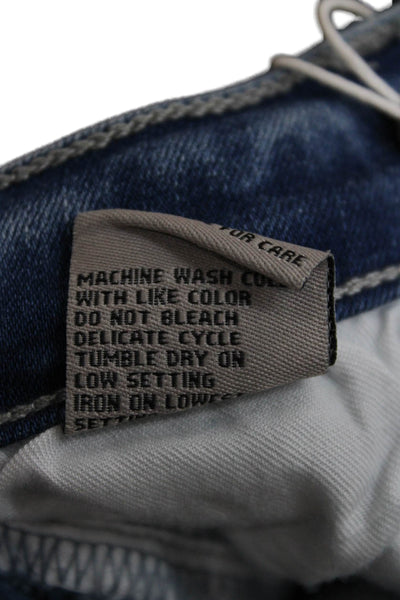 FOR CARE
MACHINE WASH
WITH LIKE COLOR
DO NOT BLEACH
DELICATE CYCLE
TUMBLE DRY ON
LOW SETTING
IRON ON LOWEST